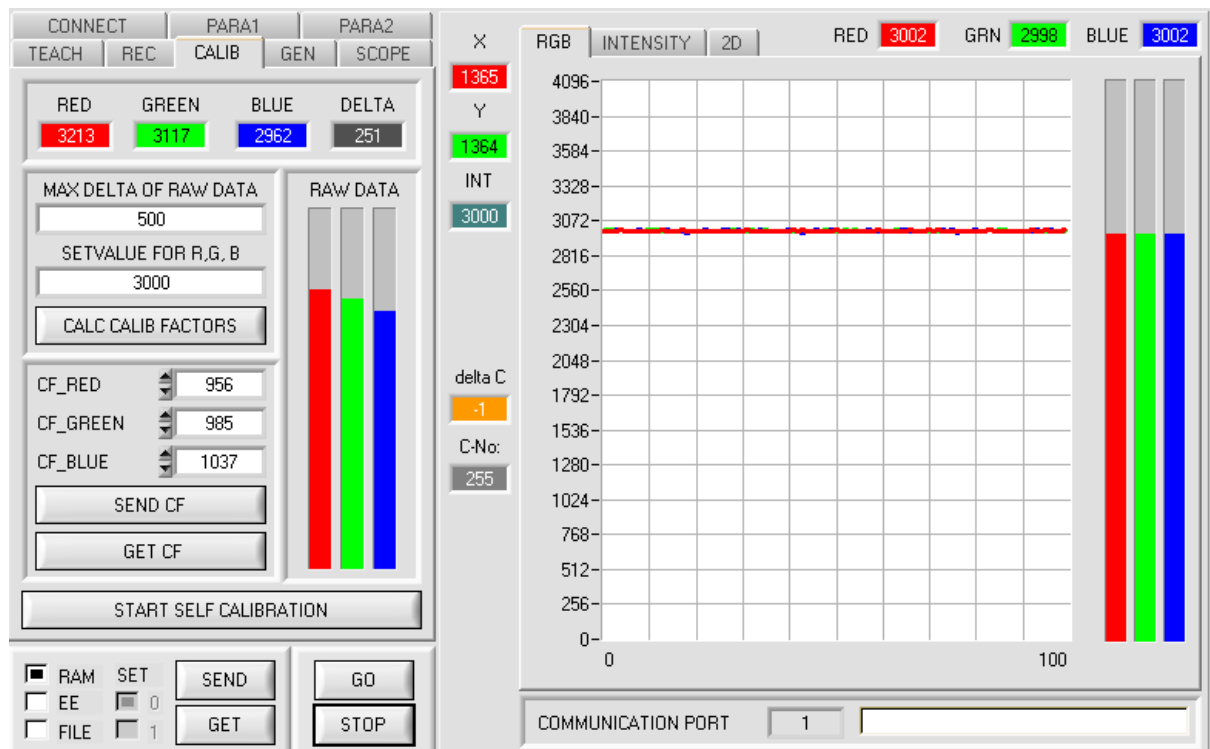 CONNECT PARA1 PARA2
TEACH REC CALIB GEN SCOPE
RED GREEN BLUE DELTA
3213 3117 2962 251
MAX DELTA OF RAW DATA
500
SETVALUE FOR R,G, B
3000
CALC CALIB FACTORS
RAW DATA
CF_RED 956
CF_GREEN 985
CF_BLUE 1037
SEND CF
GET CF
START SELF CALIBRATION
RAM SET
EE 0
FILE 1
SEND
GET
GO
STOP
X
1365
Y
1364
INT
3000
delta C
-1
C-No:
255
RGB INTENSITY 2D
RED 3002 GRN 2998 BLUE 3002
4096
3840
3584
3328
3072
2816
2560
2304
2048
1792
1536
1280
1024
768
512
256
0
0 100
COMMUNICATION PORT 1